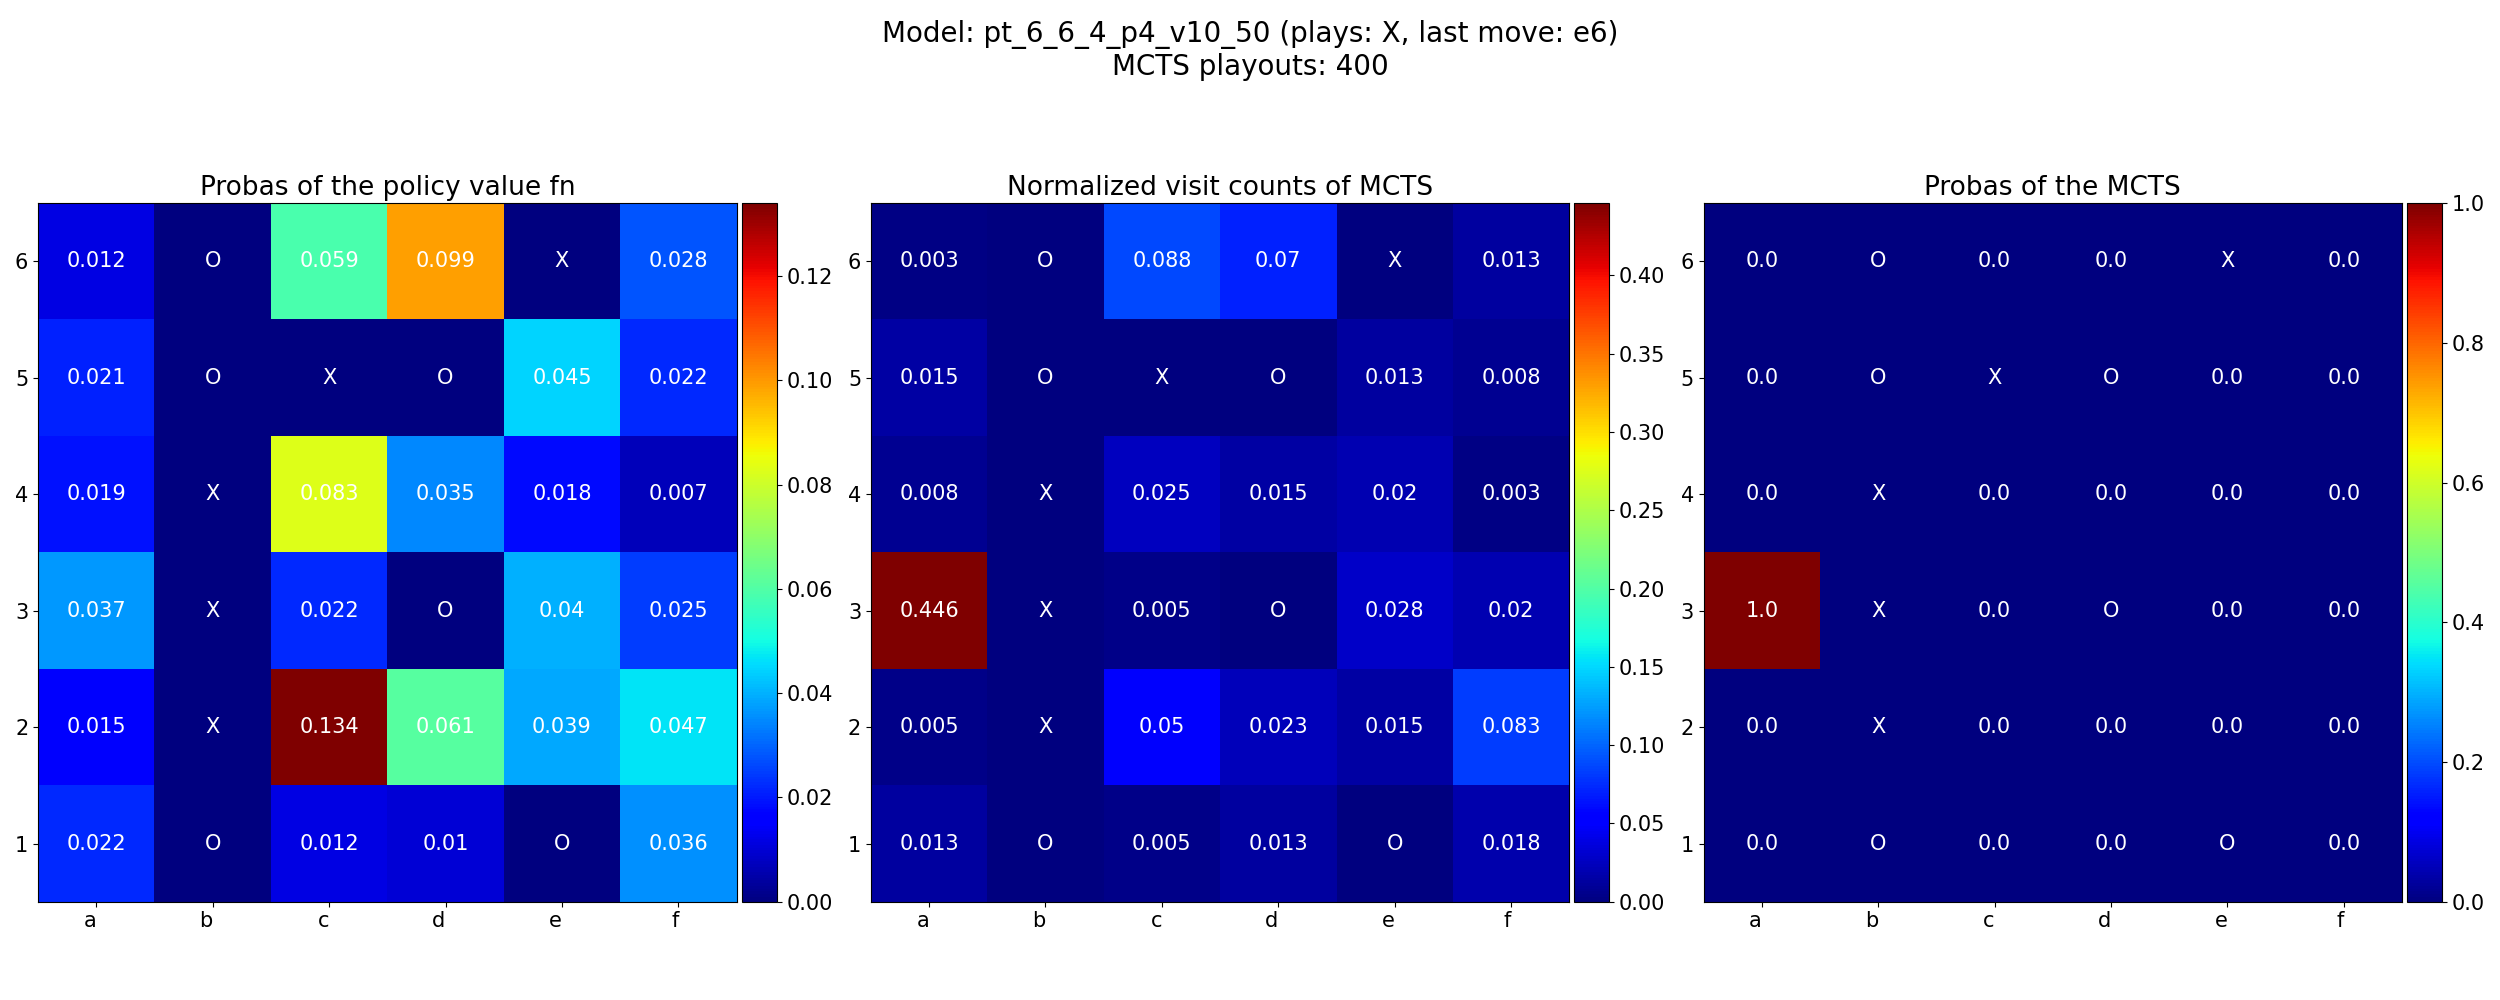 Model: pt_6_6_4_p4_v10_50 (plays: X, last move: e6)
MCTS playouts: 400
Probas of the policy value fn
6 0.012 O 0.059 0.099 X 0.028
5 0.021 O X O 0.045 0.022
4 0.019 X 0.083 0.035 0.018 0.007
3 0.037 X 0.022 O 0.04 0.025
2 0.015 X 0.134 0.061 0.039 0.047
1 0.022 O 0.012 0.01 O 0.036
a b c d e f
0.12
0.10
0.08
0.06
0.04
0.02
0.00
Normalized visit counts of MCTS
6 0.003 O 0.088 0.07 X 0.013
5 0.015 O X O 0.013 0.008
4 0.008 X 0.025 0.015 0.02 0.003
3 0.446 X 0.005 O 0.028 0.02
2 0.005 X 0.05 0.023 0.015 0.083
1 0.013 O 0.005 0.013 O 0.018
a b c d e f
0.40
0.35
0.30
0.25
0.20
0.15
0.10
0.05
0.00
Probas of the MCTS
6 0.0 O 0.0 0.0 X 0.0
5 0.0 O X O 0.0 0.0
4 0.0 X 0.0 0.0 0.0 0.0
3 1.0 X 0.0 O 0.0 0.0
2 0.0 X 0.0 0.0 0.0 0.0
1 0.0 O 0.0 0.0 O 0.0
a b c d e f
1.0
0.8
0.6
0.4
0.2
0.0